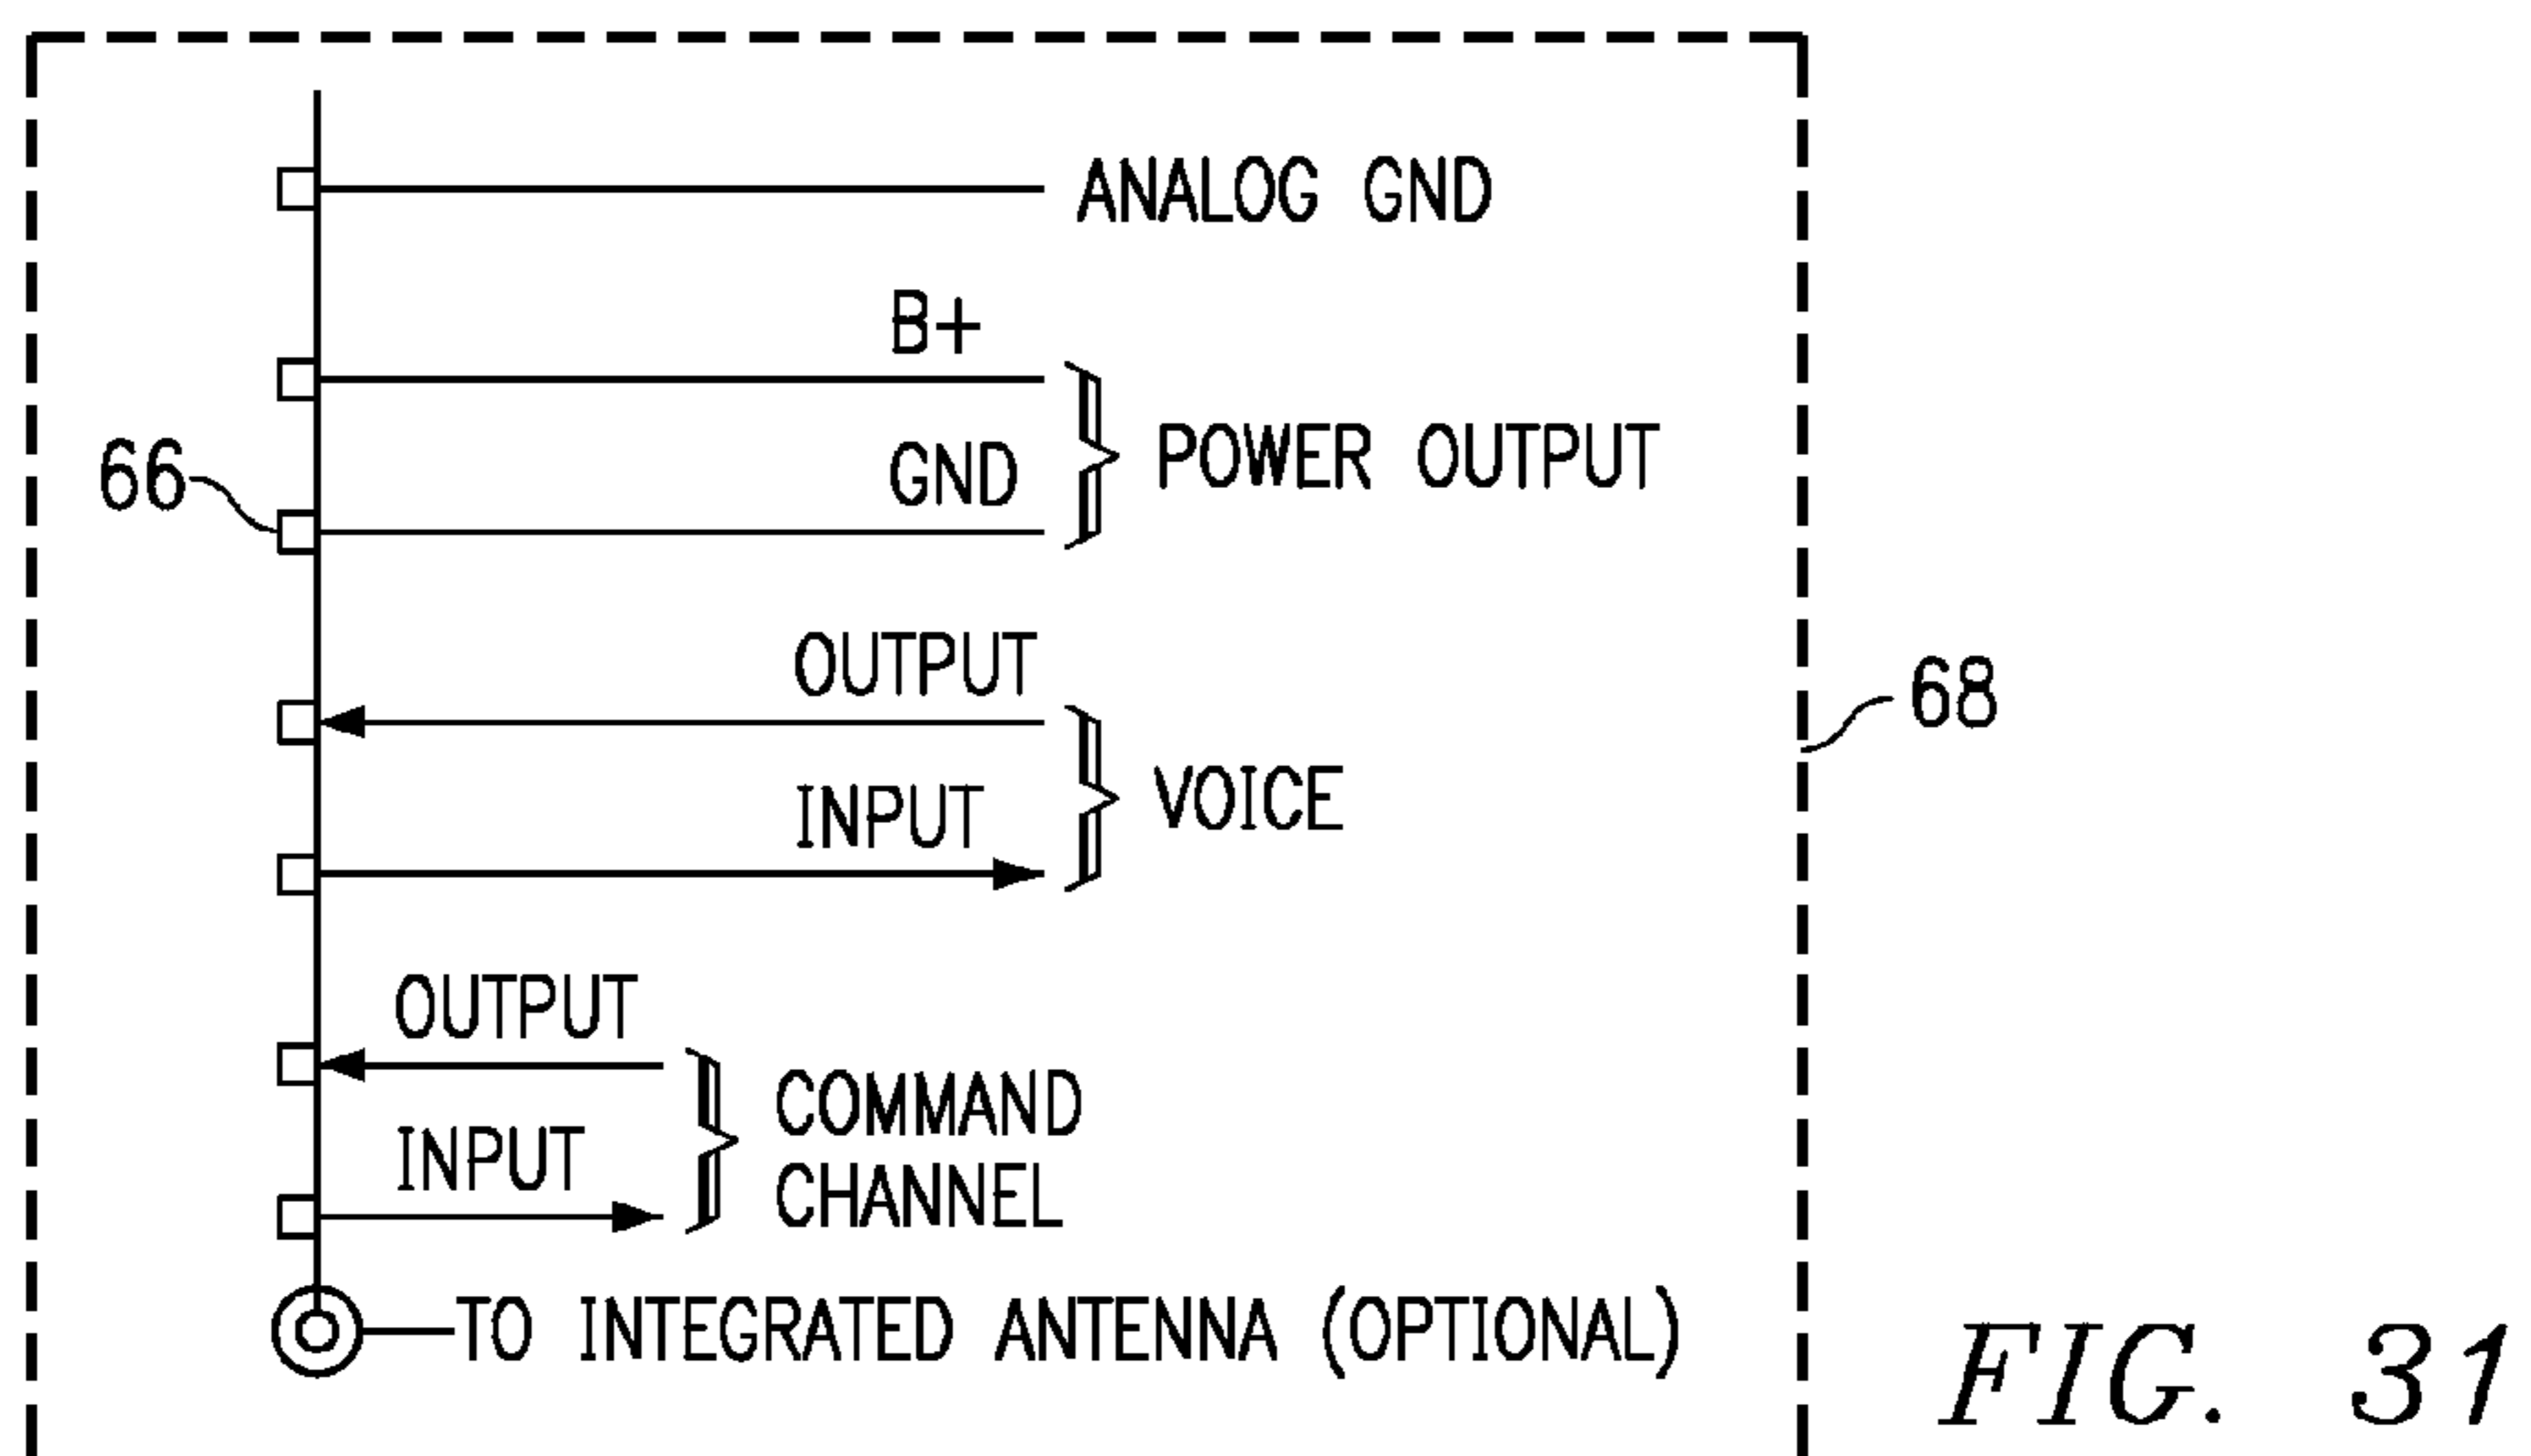 ANALOG GND
B+
GND
POWER OUTPUT
66
OUTPUT
INPUT
VOICE
68
OUTPUT
INPUT
COMMAND
CHANNEL
TO INTEGRATED ANTENNA (OPTIONAL)
FIG. 31